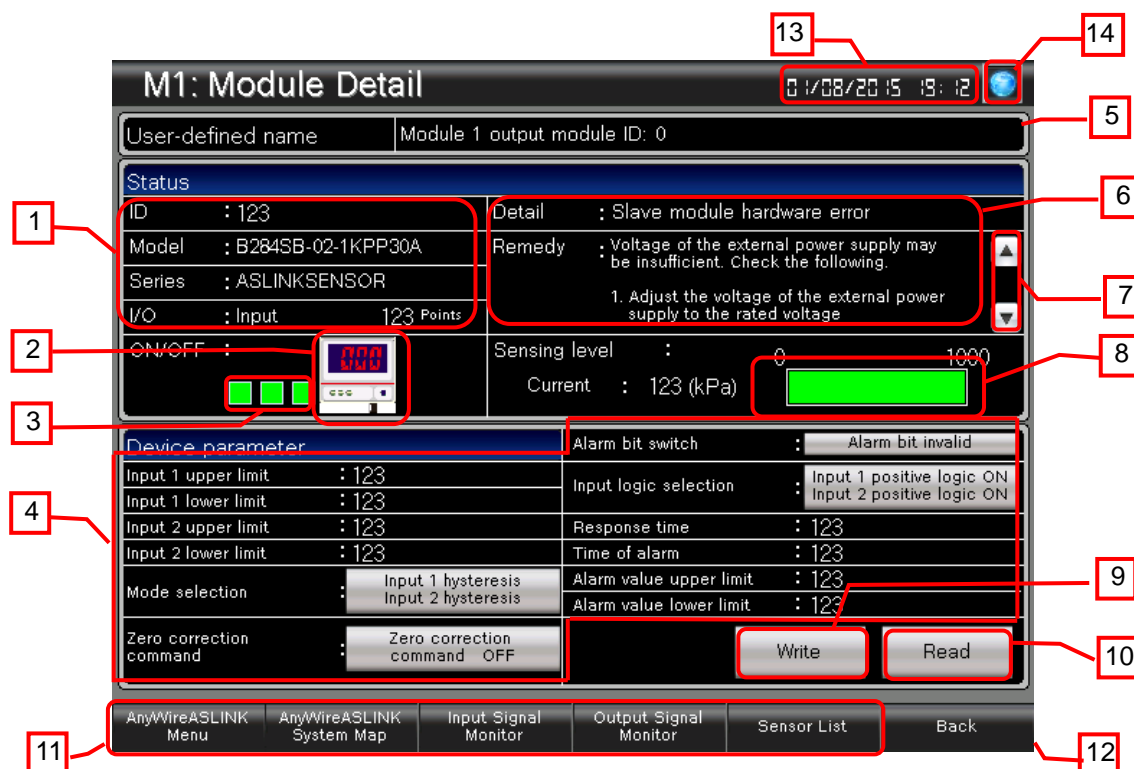 13
14
M1: Module Detail
01/08/2015 19:12
5
User-defined name
Module 1 output module ID: 0
Status
6
1
ID : 123
Detail : Slave module hardware error
Model : B284SB-02-1KPP30A
Remedy : Voltage of the external power supply may
be insufficient. Check the following.
Series : ASLINKSENSOR
1. Adjust the voltage of the external power
supply to the rated voltage
7
I/O : Input 123 Points
2
ON/OFF :
000
Sensing level :
0 1000
8
Current : 123 (kPa)
3
Device parameter
Alarm bit switch : Alarm bit invalid
Input 1 upper limit : 123
Input logic selection : Input 1 positive logic ON
Input 2 positive logic ON
Input 1 lower limit : 123
4
Input 2 upper limit : 123
Response time : 123
Input 2 lower limit : 123
Time of alarm : 123
Mode selection : Input 1 hysteresis
Input 2 hysteresis
Alarm value upper limit : 123
Alarm value lower limit : 123
9
Zero correction
command : Zero correction
command OFF
Write
Read
10
AnyWireASLINK
Menu
AnyWireASLINK
System Map
Input Signal
Monitor
Output Signal
Monitor
Sensor List
Back
11
12